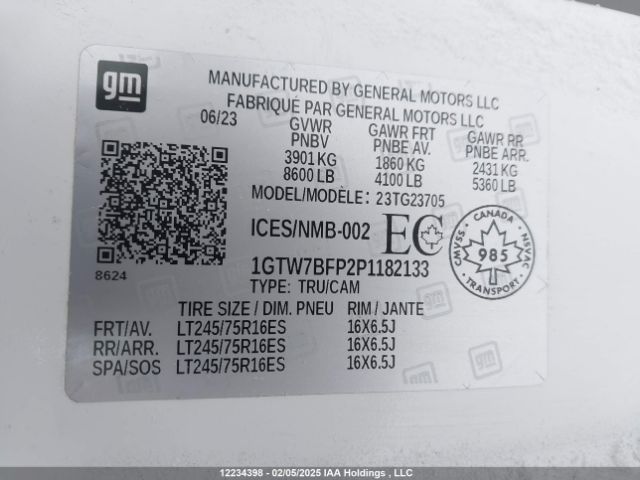 gm
MANUFACTURED BY GENERAL MOTORS LLC
FABRIQUÉ PAR GENERAL MOTORS LLC
06/23 GVWR GAWR FRT GAWR RR
PNBV PNBE AV. PNBE ARR.
3901 KG 1860 KG 2431 KG
8600 LB 4100 LB 5360 LB
MODEL/MODÈLE: 23TG23705
ICES/NMB-002 EC
CANADA
CMVSS 985 NSVAC
8624
1GTW7BFP2P1182133
TYPE: TRU/CAM
TIRE SIZE / DIM. PNEU RIM / JANTE
FRT/AV. LT245/75R16ES 16X6.5J
RR/ARR. LT245/75R16ES 16X6.5J
SPA/SOS LT245/75R16ES 16X6.5J
12234398 - 02/05/2025 IAA Holdings , LLC